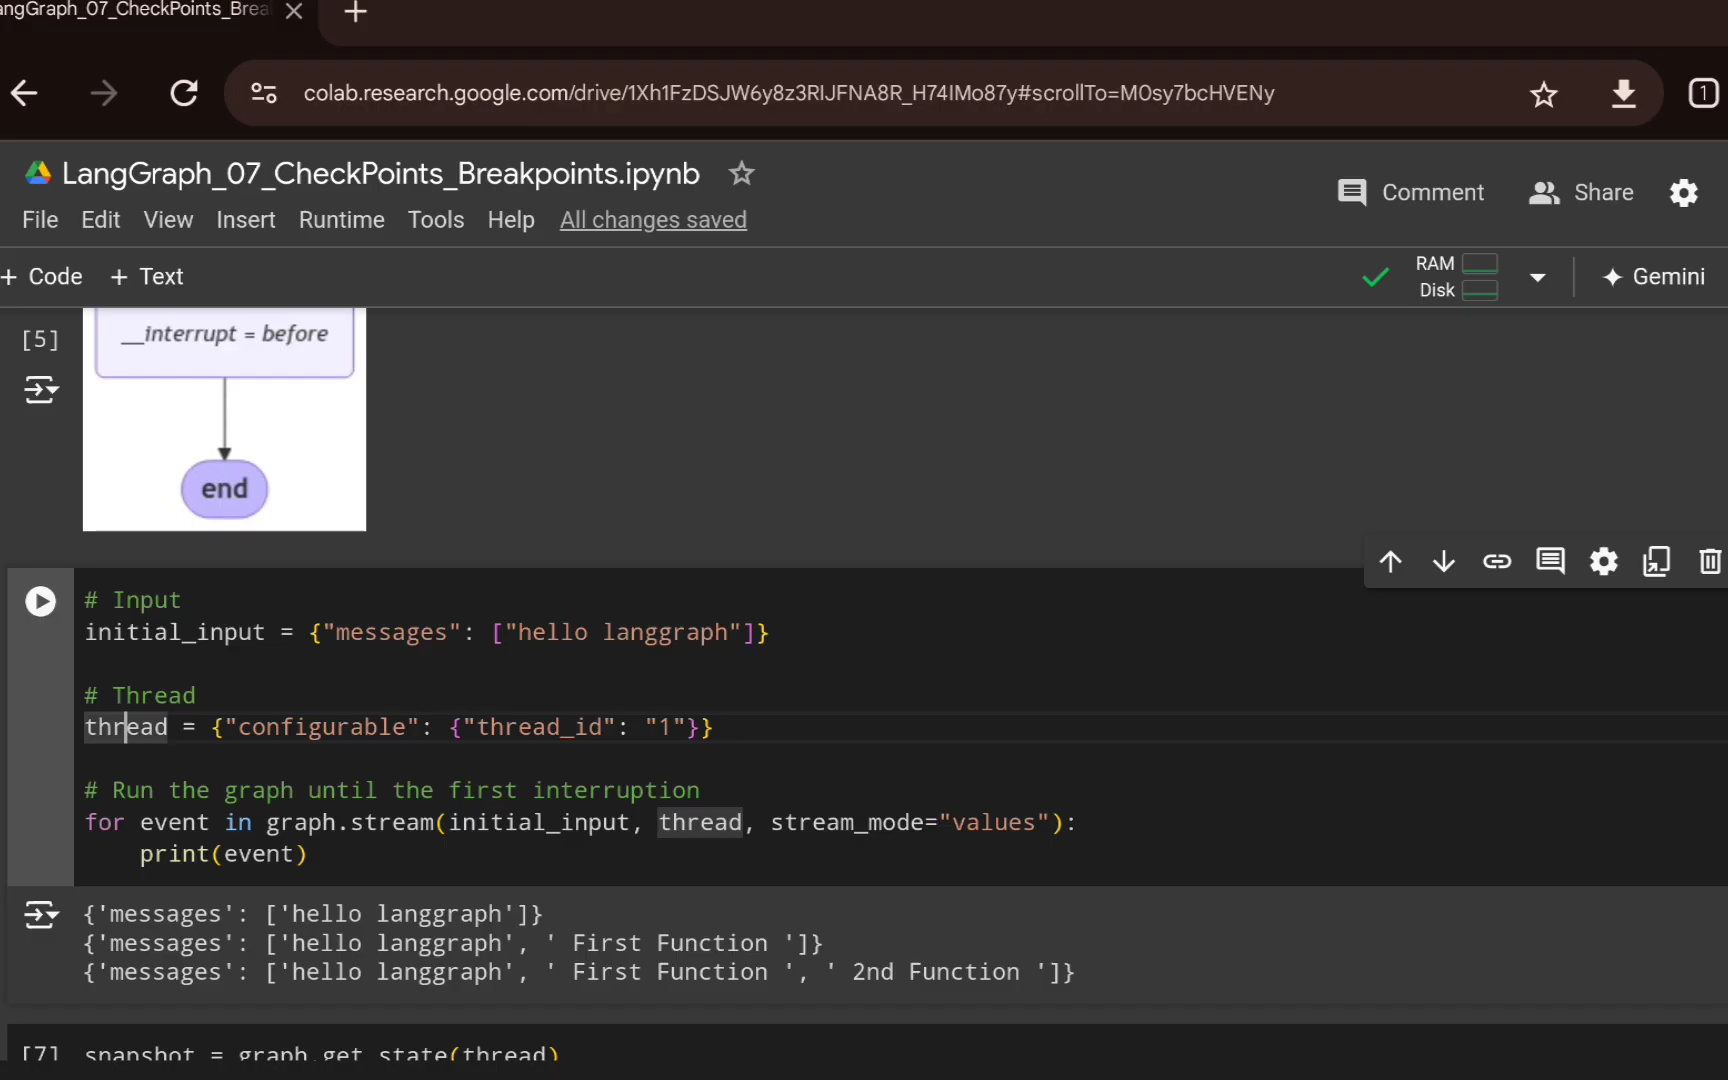 angGraph_07_CheckPoints_Brea
colab.research.google.com/drive/1Xh1FzDSJW6y8z3RIJFNA8R_H74IMo87y#scrollTo=M0sy7bcHVENy
1
LangGraph_07_CheckPoints_Breakpoints.ipynb
Comment
Share
File Edit View Insert Runtime Tools Help All changes saved
+ Code + Text
RAM
Disk
Gemini
[5]
__interrupt = before
end
# Input
initial_input = {"messages": ["hello langgraph"]}
# Thread
thread = {"configurable": {"thread_id": "1"}}
# Run the graph until the first interruption
for event in graph.stream(initial_input, thread, stream_mode="values"):
    print(event)
{'messages': ['hello langgraph']}
{'messages': ['hello langgraph', ' First Function ']}
{'messages': ['hello langgraph', ' First Function ', ' 2nd Function ']}
[7] snapshot = graph.get_state(thread)